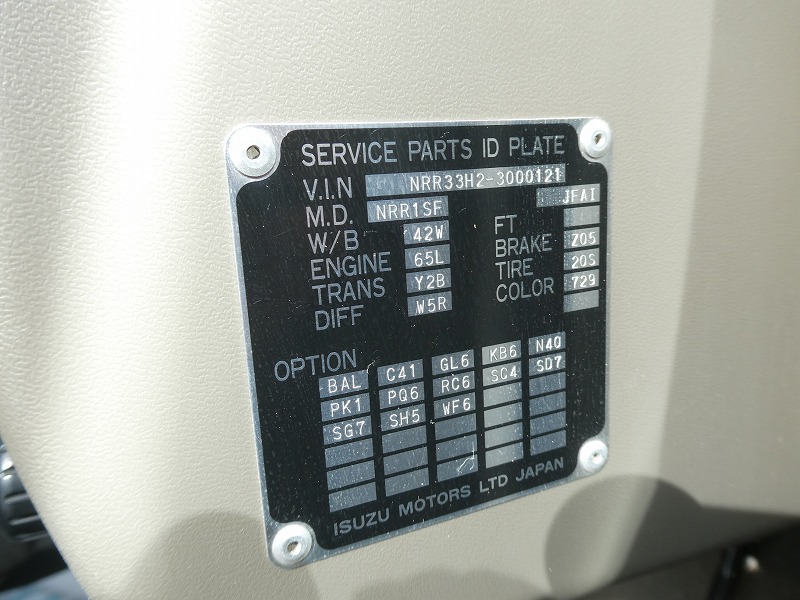 SERVICE PARTS ID PLATE
V.I.N NRR33H2-3000121
M.D. NRR1SF JFAI
W/B 42W FT
ENGINE 65L BRAKE Z05
TRANS Y2B TIRE 20S
DIFF W5R COLOR 729
OPTION
BAL C41 GL6 KB6 N40
PK1 PQ6 RC6 SC4 SD7
SG7 SH5 WF6
ISUZU MOTORS LTD JAPAN